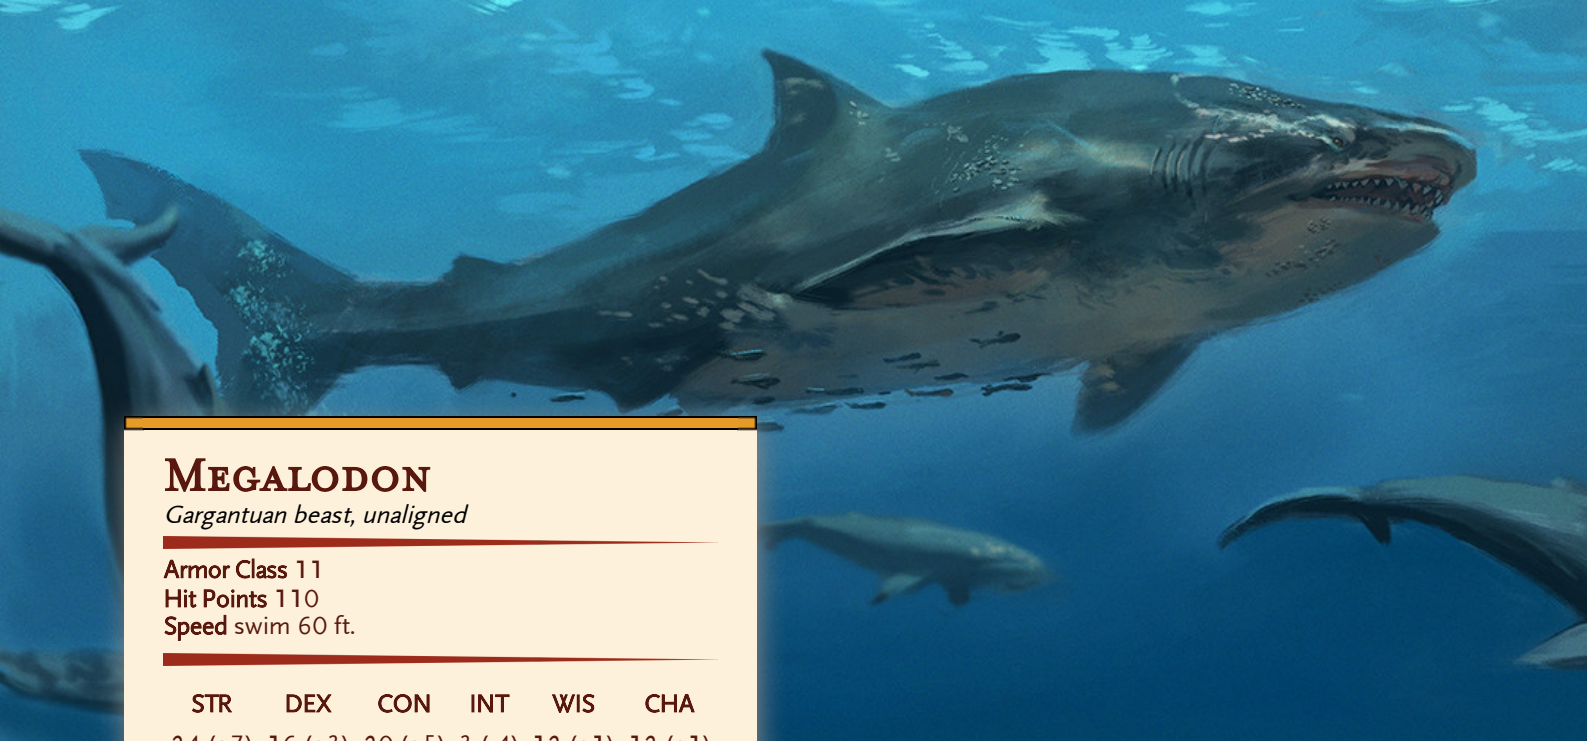 Megalodon
Gargantuan beast, unaligned
Armor Class 11
Hit Points 110
Speed swim 60 ft.
STR DEX CON INT WIS CHA